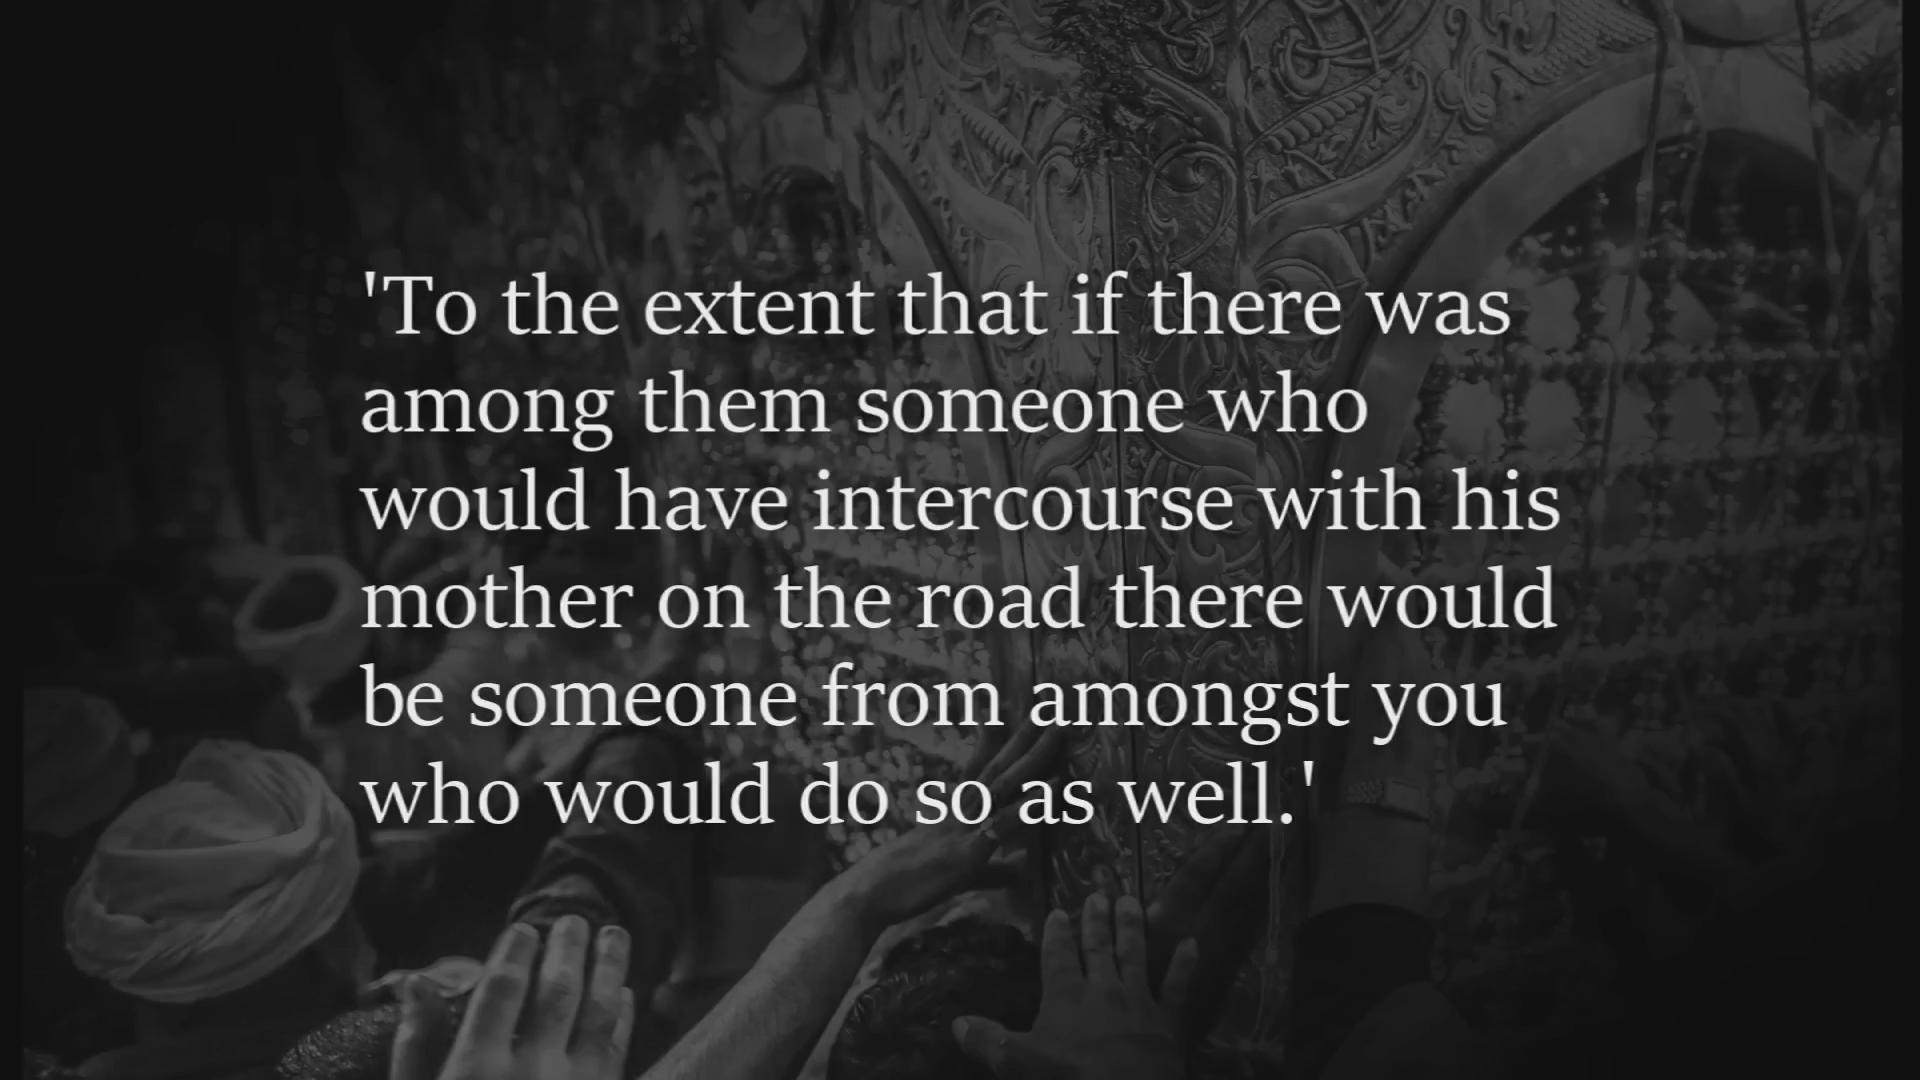 'To the extent that if there was
among them someone who
would have intercourse with his
mother on the road there would
be someone from amongst you
who would do so as well.'